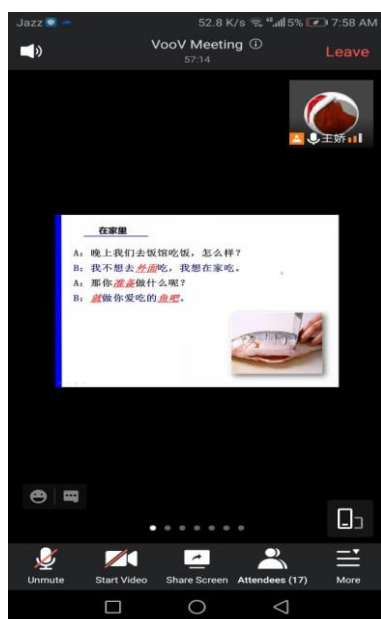 Jazz 52.8 K/s 4G 5% 7:58 AM
VooV Meeting
Leave
57:14
王娇
在家里
A：晚上我们去饭馆吃饭，怎么样？
B：我不想去外面吃，我想在家吃。
A：那你准备做什么呢？
B：就做你爱吃的鱼吧。
Unmute
Start Video
Share Screen
Attendees (17)
More